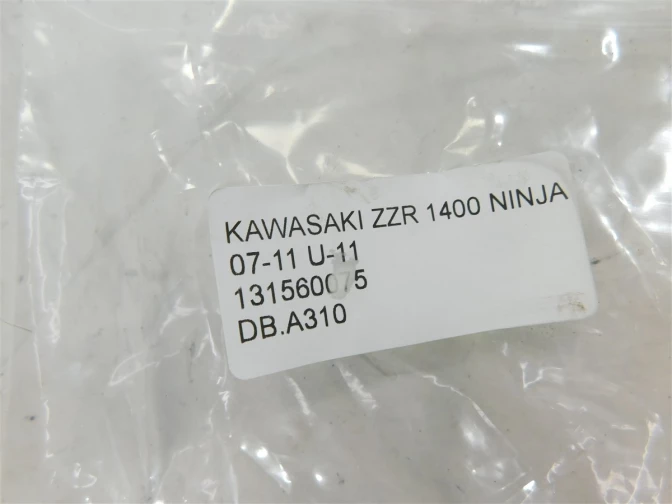 KAWASAKI ZZR 1400 NINJA
07-11 U-11
131560075
DB.A310